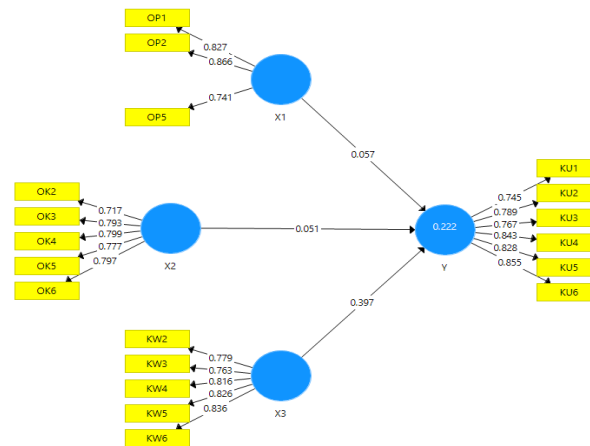 OP1
OP2
OP5
0.827
0.866
0.741
X1
0.057
OK2
OK3
OK4
OK5
OK6
0.717
0.793
0.799
0.777
0.797
X2
0.051
KW2
KW3
KW4
KW5
KW6
0.779
0.763
0.816
0.826
0.836
X3
0.397
0.222
Y
0.745
0.789
0.767
0.843
0.828
0.855
KU1
KU2
KU3
KU4
KU5
KU6